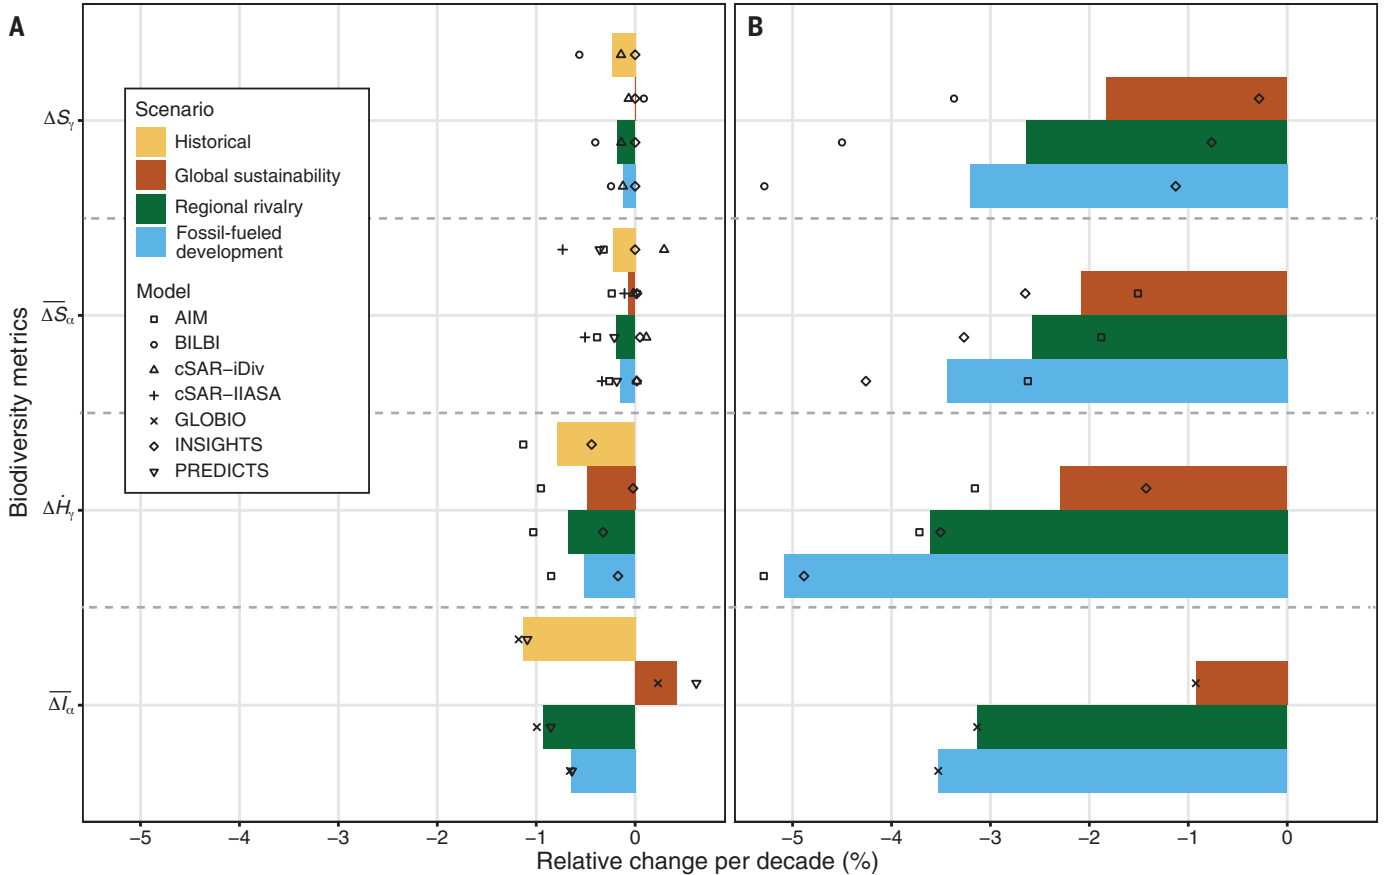 A
B
Scenario
Historical
Global sustainability
Regional rivalry
Fossil-fueled
development
Model
AIM
BILBI
cSAR−iDiv
cSAR−IIASA
GLOBIO
INSIGHTS
PREDICTS
Biodiversity metrics
ΔSγ
ΔSα
ΔḢγ
ΔIα
−5 −4 −3 −2 −1 0
−5 −4 −3 −2 −1 0
Relative change per decade (%)